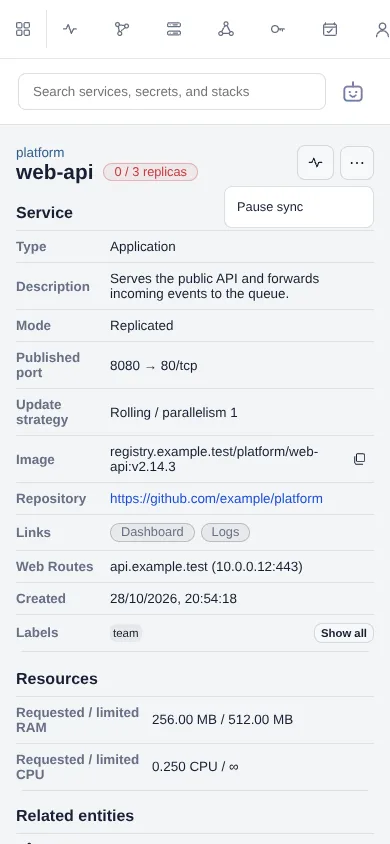 Search services, secrets, and stacks
platform
web-api 0 / 3 replicas
Pause sync
Service
Type Application
Description Serves the public API and forwards
incoming events to the queue.
Mode Replicated
Published
port 8080 → 80/tcp
Update
strategy Rolling / parallelism 1
Image registry.example.test/platform/web-
api:v2.14.3
Repository https://github.com/example/platform
Links Dashboard Logs
Web Routes api.example.test (10.0.0.12:443)
Created 28/10/2026, 20:54:18
Labels team Show all
Resources
Requested / limited
RAM 256.00 MB / 512.00 MB
Requested / limited
CPU 0.250 CPU / ∞
Related entities